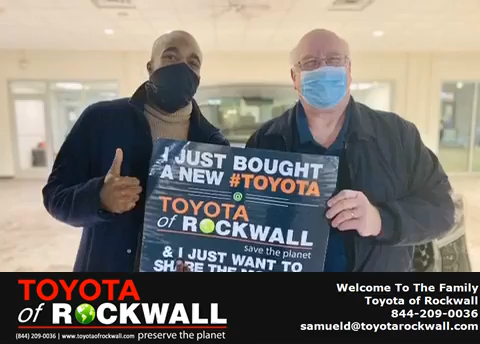 I JUST BOUGHT
A NEW #TOYOTA
@
TOYOTA
of ROCKWALL
save the planet
& I JUST WANT TO
TOYOTA
of ROCKWALL
(844) 209-0036 | www.toyotaofrockwall.com preserve the planet
Welcome To The Family
Toyota of Rockwall
844-209-0036
samueld@toyotarockwall.com